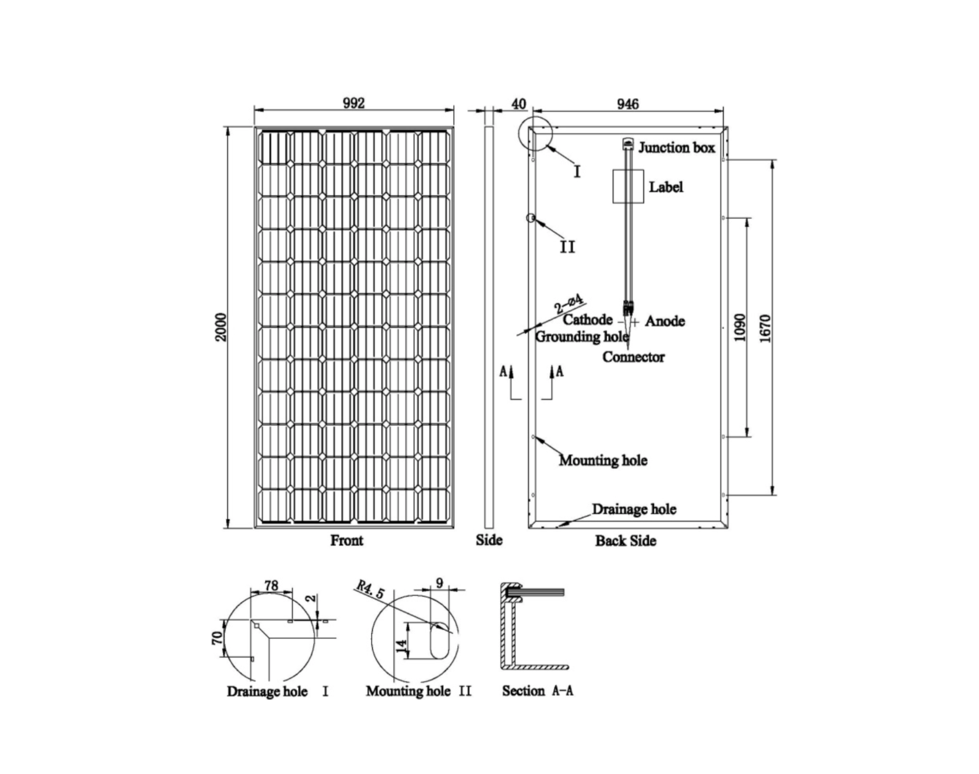 992
40
946
Junction box
I
Label
II
2-ø4
2000
Cathode - + Anode
Grounding hole
Connector
1090
1670
A A
Mounting hole
Drainage hole
Front
Side
Back Side
78
2
70
R4.5
9
14
Drainage hole I
Mounting hole II
Section A-A